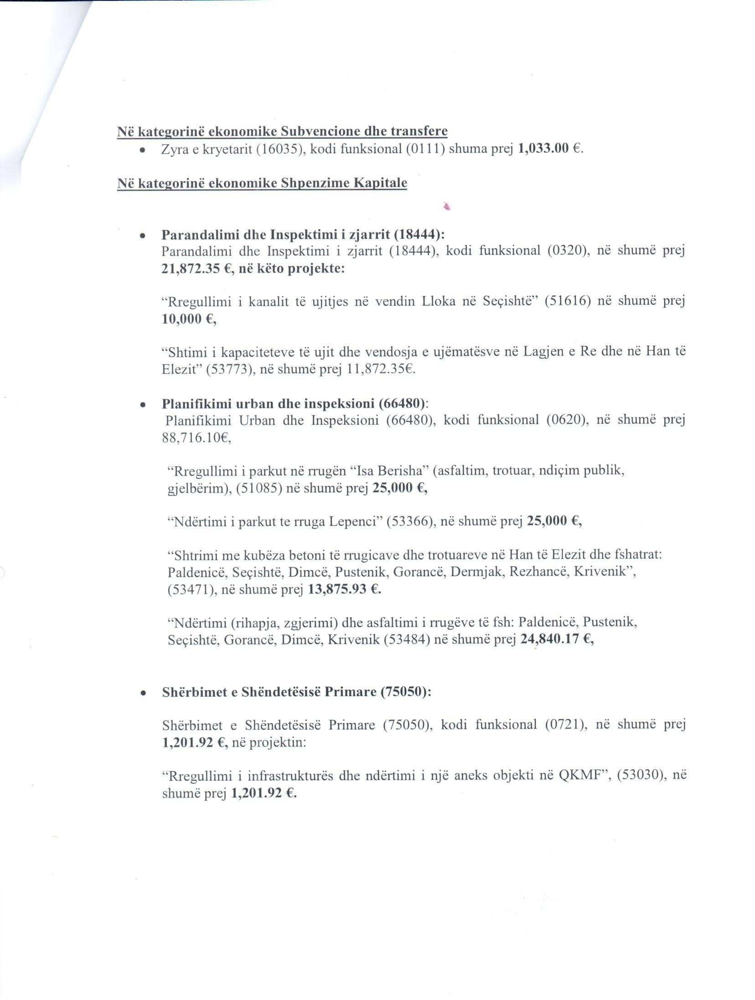 Në kategorinë ekonomike Subvencione dhe transfere
• Zyra e kryetarit (16035), kodi funksional (0111) shuma prej 1,033.00 €.
Në kategorinë ekonomike Shpenzime Kapitale
• Parandalimi dhe Inspektimi i zjarrit (18444):
Parandalimi dhe Inspektimi i zjarrit (18444), kodi funksional (0320), në shumë prej
21,872.35 €, në këto projekte:
“Rregullimi i kanalit të ujitjes në vendin Lloka në Seçishtë” (51616) në shumë prej
10,000 €,
“Shtimi i kapaciteteve të ujit dhe vendosja e ujëmatësve në Lagjen e Re dhe në Han të
Elezit” (53773), në shumë prej 11,872.35€.
• Planifikimi urban dhe inspeksioni (66480):
Planifikimi Urban dhe Inspeksioni (66480), kodi funksional (0620), në shumë prej
88,716.10€,
“Rregullimi i parkut në rrugën “Isa Berisha” (asfaltim, trotuar, ndiçim publik,
gjelbërim), (51085) në shumë prej 25,000 €,
“Ndërtimi i parkut te rruga Lepenci” (53366), në shumë prej 25,000 €,
“Shtrimi me kubëza betoni të rrugicave dhe trotuareve në Han të Elezit dhe fshatrat:
Paldenicë, Seçishtë, Dimcë, Pustenik, Gorancë, Dermjak, Rezhancë, Krivenik”,
(53471), në shumë prej 13,875.93 €.
“Ndërtimi (rihapja, zgjerimi) dhe asfaltimi i rrugëve të fsh: Paldenicë, Pustenik,
Seçishtë, Gorancë, Dimcë, Krivenik (53484) në shumë prej 24,840.17 €,
• Shërbimet e Shëndetësisë Primare (75050):
Shërbimet e Shëndetësisë Primare (75050), kodi funksional (0721), në shumë prej
1,201.92 €, në projektin:
“Rregullimi i infrastrukturës dhe ndërtimi i një aneks objekti në QKMF”, (53030), në
shumë prej 1,201.92 €.